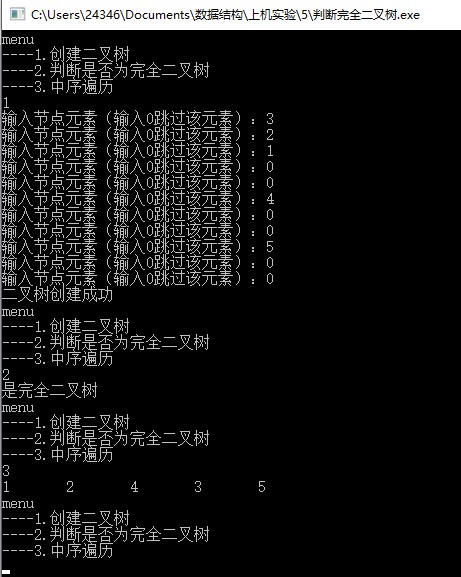 C:\Users\24346\Documents\数据结构\上机实验\5\判断完全二叉树.exe
menu
----1.创建二叉树
----2.判断是否为完全二叉树
----3.中序遍历
1
输入节点元素（输入0跳过该元素）：3
输入节点元素（输入0跳过该元素）：2
输入节点元素（输入0跳过该元素）：1
输入节点元素（输入0跳过该元素）：0
输入节点元素（输入0跳过该元素）：0
输入节点元素（输入0跳过该元素）：4
输入节点元素（输入0跳过该元素）：0
输入节点元素（输入0跳过该元素）：0
输入节点元素（输入0跳过该元素）：5
输入节点元素（输入0跳过该元素）：0
输入节点元素（输入0跳过该元素）：0
二叉树创建成功
menu
----1.创建二叉树
----2.判断是否为完全二叉树
----3.中序遍历
2
是完全二叉树
menu
----1.创建二叉树
----2.判断是否为完全二叉树
----3.中序遍历
3
1 2 4 3 5
menu
----1.创建二叉树
----2.判断是否为完全二叉树
----3.中序遍历